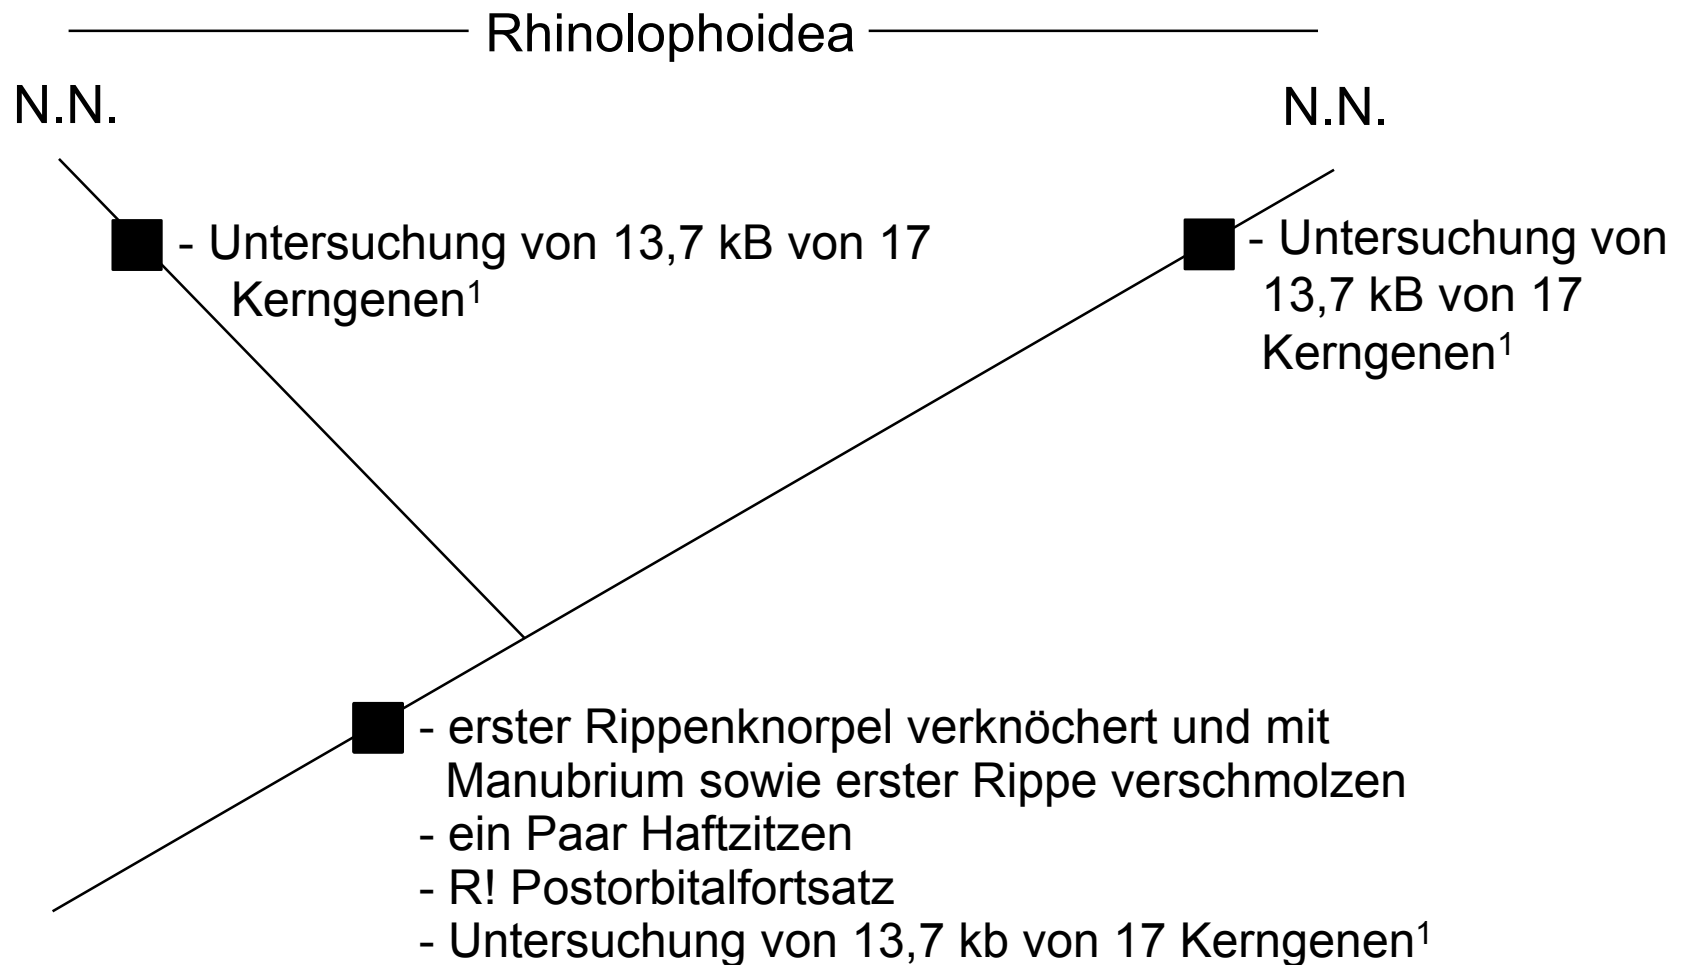 Rhinolophoidea
N.N.
N.N.
- Untersuchung von 13,7 kB von 17
Kerngenen¹
- Untersuchung von
13,7 kB von 17
Kerngenen¹
- erster Rippenknorpel verknöchert und mit
Manubrium sowie erster Rippe verschmolzen
- ein Paar Haftzitzen
- R! Postorbitalfortsatz
- Untersuchung von 13,7 kb von 17 Kerngenen¹